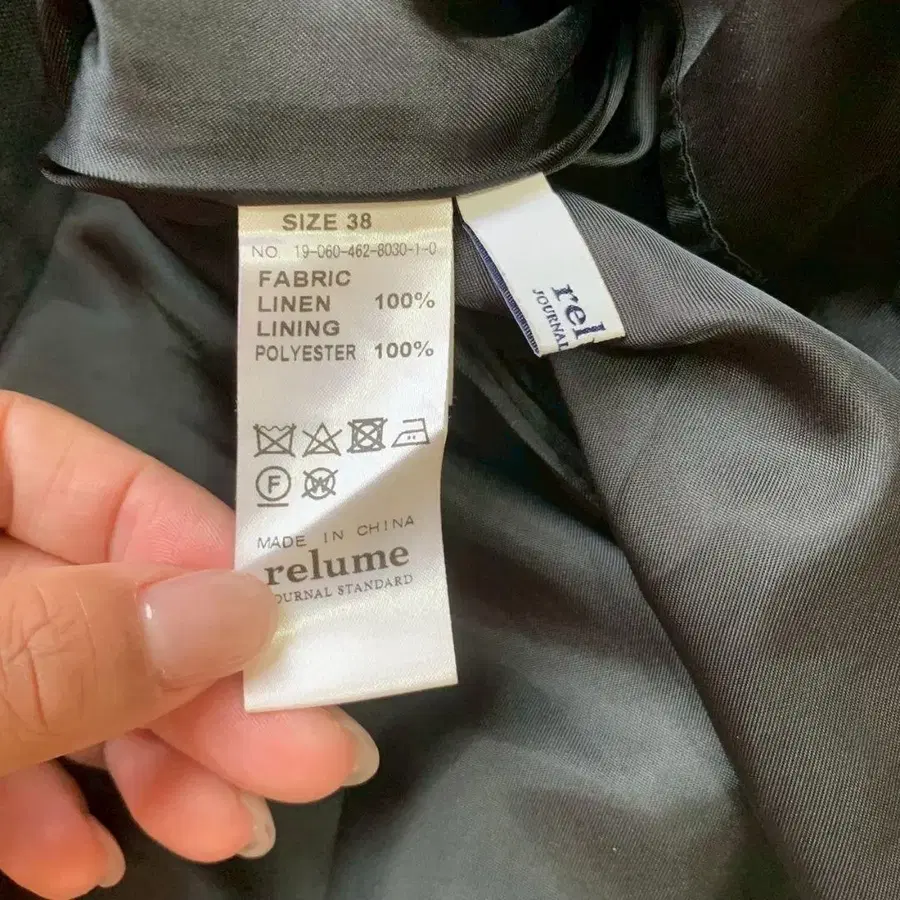 SIZE 38
NO. 19-060-462-8030-1-0
FABRIC
LINEN 100%
LINING
POLYESTER 100%
F
W
MADE IN CHINA
relume
JOURNAL STANDARD
rel
JOURNAL